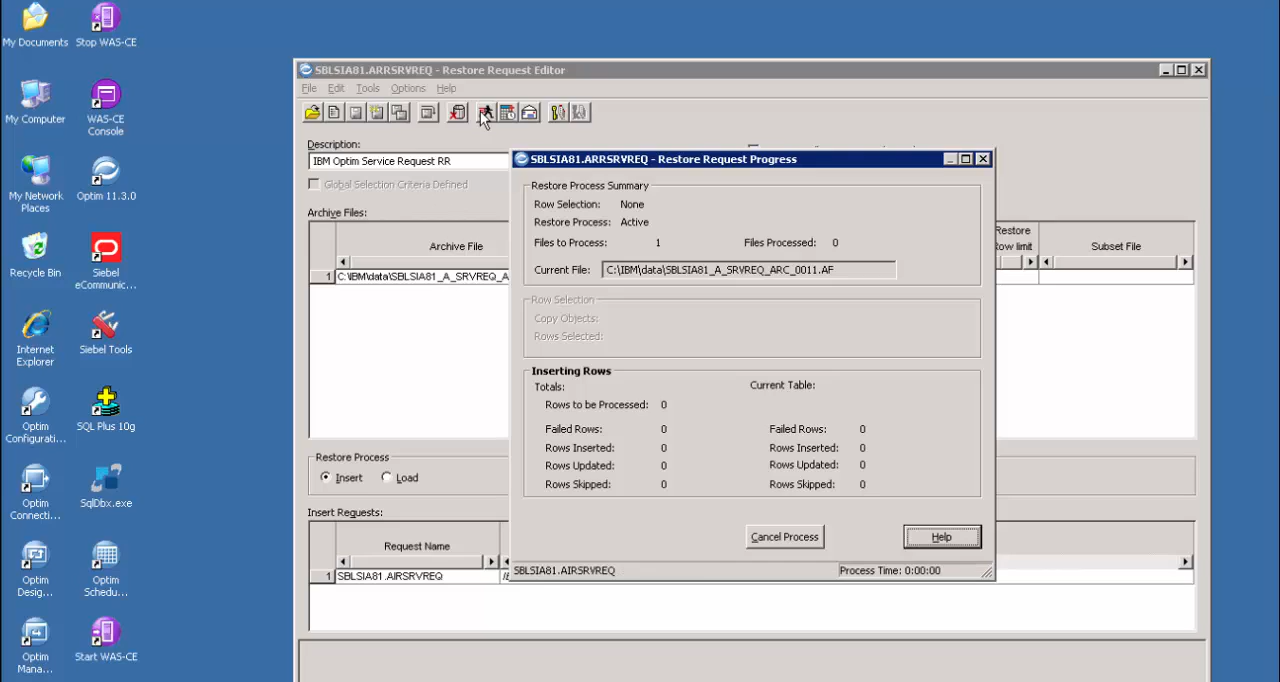 My Documents
Stop WAS-CE
My Computer
WAS-CE
Console
My Network
Places
Optim 11.3.0
Recycle Bin
Siebel
eCommunic...
Internet
Explorer
Siebel Tools
Optim
Configurati...
SQL Plus 10g
Optim
Connecti...
SqlDbx.exe
Optim
Desig...
Optim
Schedu...
Optim
Mana...
Start WAS-CE
SBLSIA81.ARRSRVREQ - Restore Request Editor
File Edit Tools Options Help
Description:
IBM Optim Service Request RR
Global Selection Criteria Defined
Archive Files:
Archive File
Restore
Row limit
Subset File
1 C:\IBM\data\SBLSIA81_A_SRVREQ_A
Restore Process
Insert Load
Insert Requests:
Request Name
1 SBLSIA81.AIRSRVREQ
SBLSIA81.ARRSRVREQ - Restore Request Progress
Restore Process Summary
Row Selection: None
Restore Process: Active
Files to Process: 1 Files Processed: 0
Current File: C:\IBM\data\SBLSIA81_A_SRVREQ_ARC_0011.AF
Row Selection
Copy Objects:
Rows Selected:
Inserting Rows
Totals: Current Table:
Rows to be Processed: 0
Failed Rows: 0 Failed Rows: 0
Rows Inserted: 0 Rows Inserted: 0
Rows Updated: 0 Rows Updated: 0
Rows Skipped: 0 Rows Skipped: 0
Cancel Process Help
SBLSIA81.AIRSRVREQ Process Time: 0:00:00